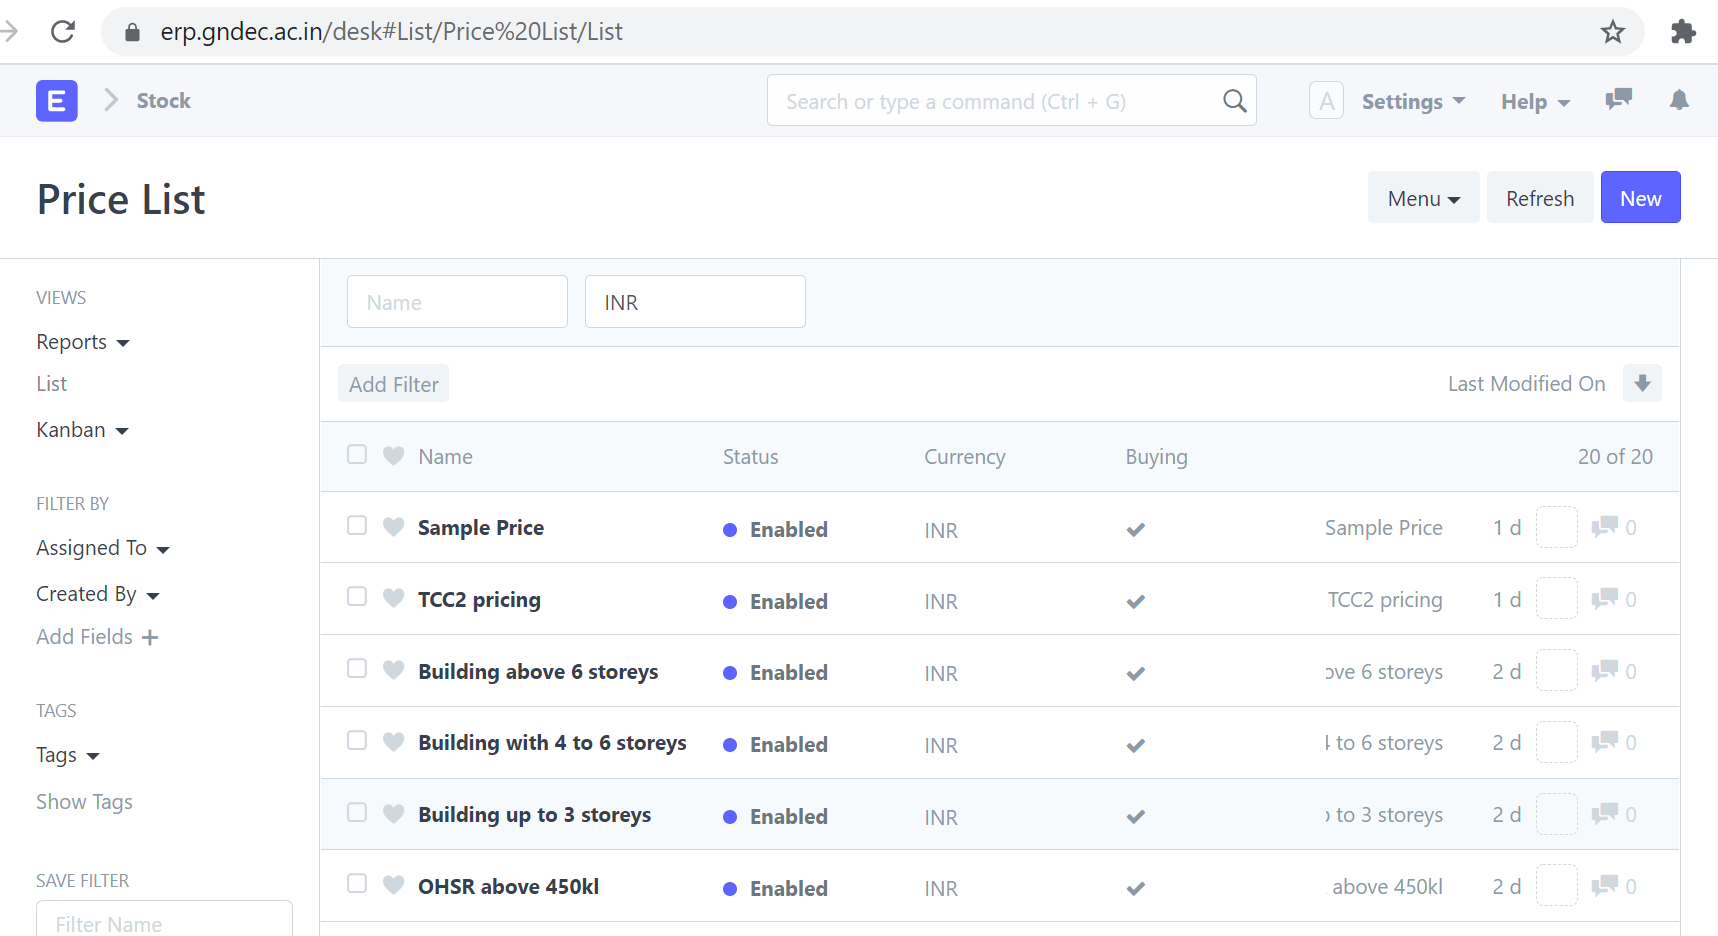 erp.gndec.ac.in/desk#List/Price%20List/List
E Stock Search or type a command (Ctrl + G) A Settings Help
Price List Menu Refresh New
VIEWS
Reports
List
Kanban
FILTER BY
Assigned To
Created By
Add Fields
TAGS
Tags
Show Tags
SAVE FILTER
Filter Name
Name INR
Add Filter Last Modified On
Name Status Currency Buying 20 of 20
Sample Price Enabled INR Sample Price 1 d 0
TCC2 pricing Enabled INR TCC2 pricing 1 d 0
Building above 6 storeys Enabled INR 6 storeys 2 d 0
Building with 4 to 6 storeys Enabled INR to 6 storeys 2 d 0
Building up to 3 storeys Enabled INR to 3 storeys 2 d 0
OHSR above 450kl Enabled INR above 450kl 2 d 0